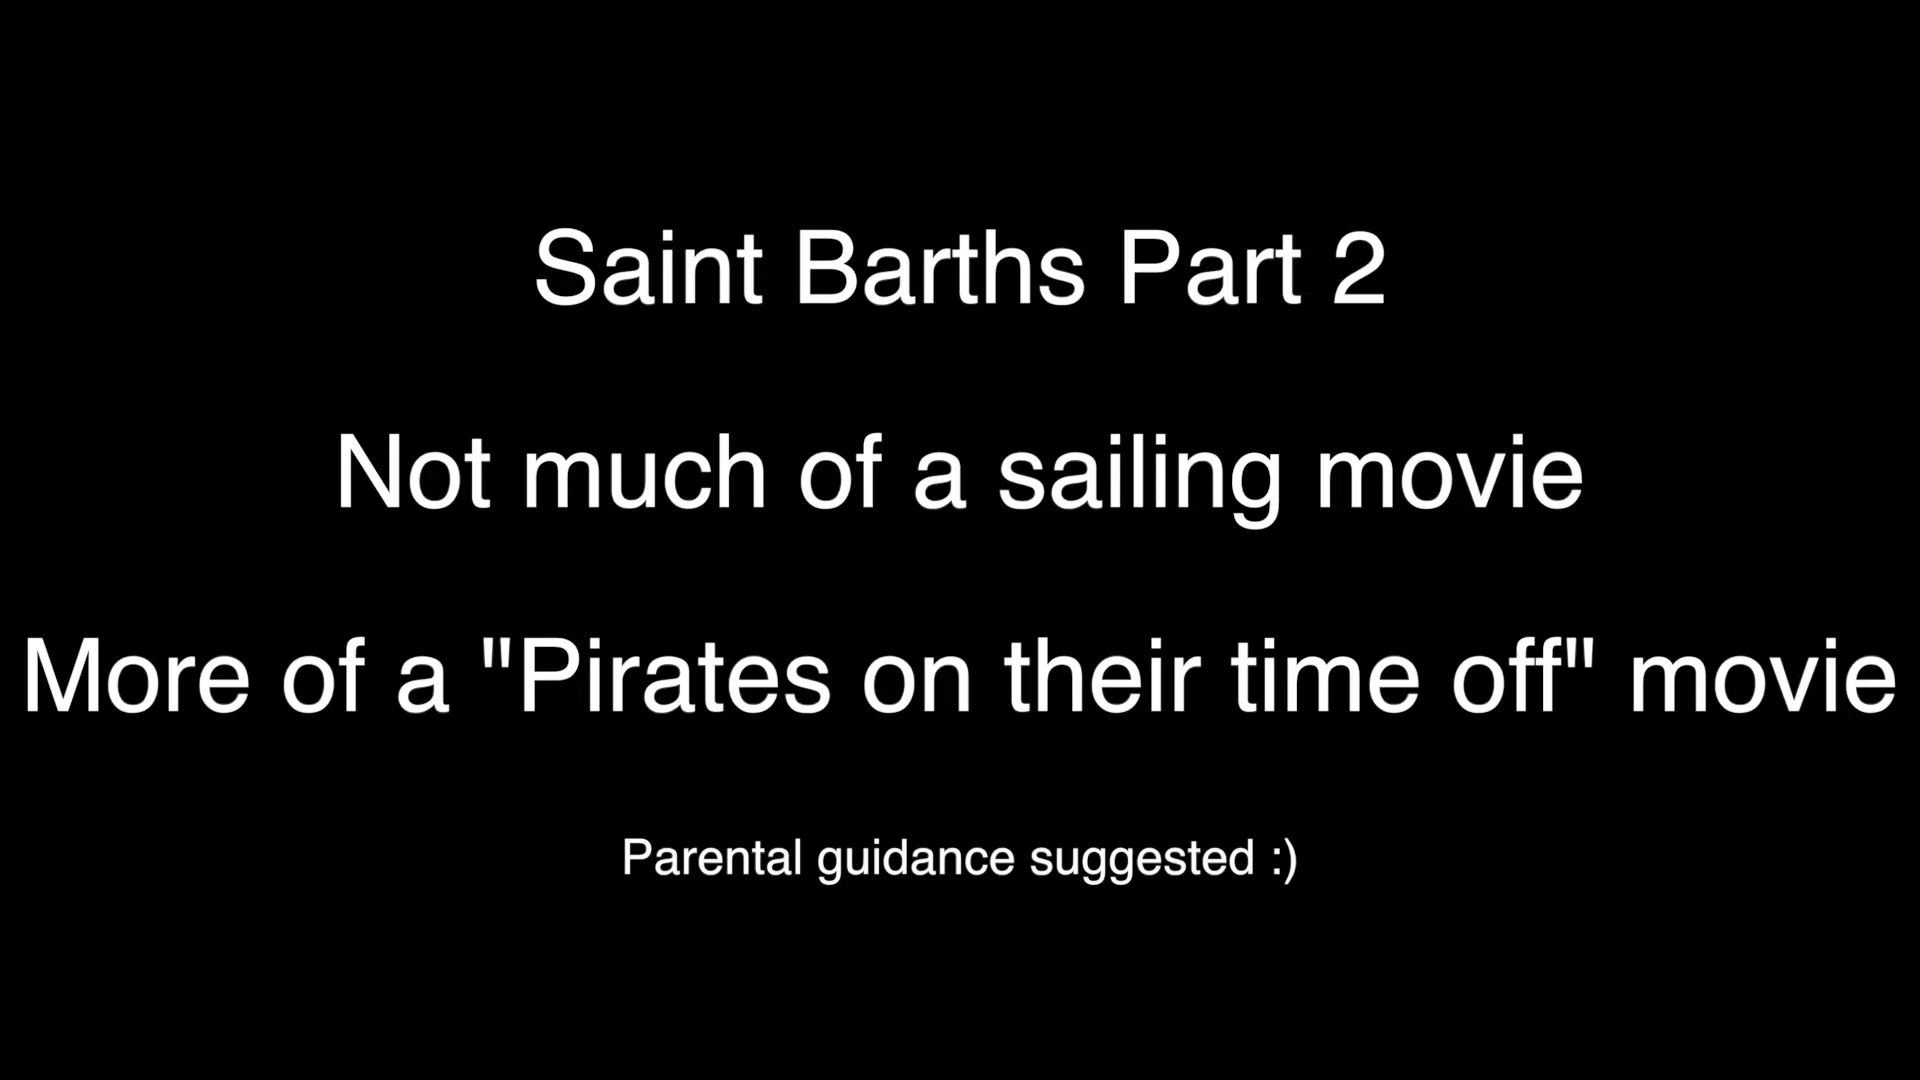 Saint Barths Part 2
Not much of a sailing movie
More of a "Pirates on their time off" movie
Parental guidance suggested :)